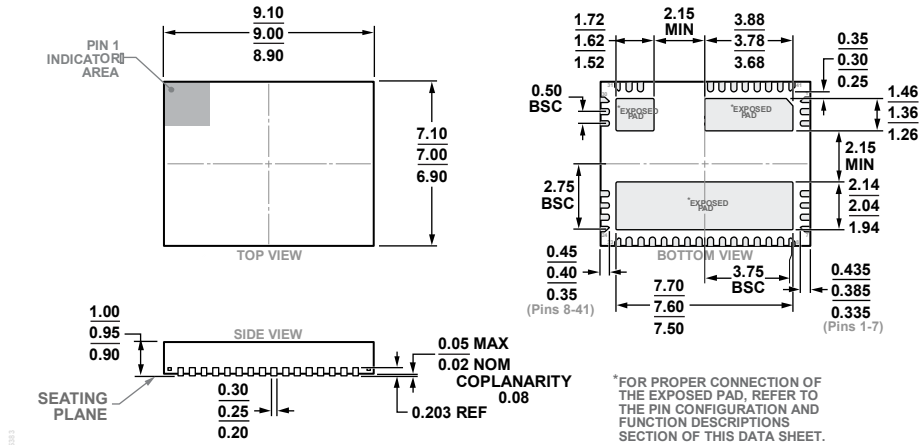 9.10
9.00
8.90
PIN 1
INDICATOR
AREA
7.10
7.00
6.90
TOP VIEW
1.72
1.62
1.52
2.15
MIN
3.88
3.78
3.68
0.35
0.30
0.25
0.50
BSC
*EXPOSED
PAD
*EXPOSED
PAD
1.46
1.36
1.26
2.15
MIN
2.75
BSC
*EXPOSED
PAD
2.14
2.04
1.94
BOTTOM VIEW
0.45
0.40
0.35
(Pins 8-41)
3.75
BSC
7.70
7.60
7.50
0.435
0.385
0.335
(Pins 1-7)
1.00
0.95
0.90
SIDE VIEW
0.05 MAX
0.02 NOM
COPLANARITY
0.08
SEATING
PLANE
0.30
0.25
0.20
0.203 REF
*FOR PROPER CONNECTION OF
THE EXPOSED PAD, REFER TO
THE PIN CONFIGURATION AND
FUNCTION DESCRIPTIONS
SECTION OF THIS DATA SHEET.